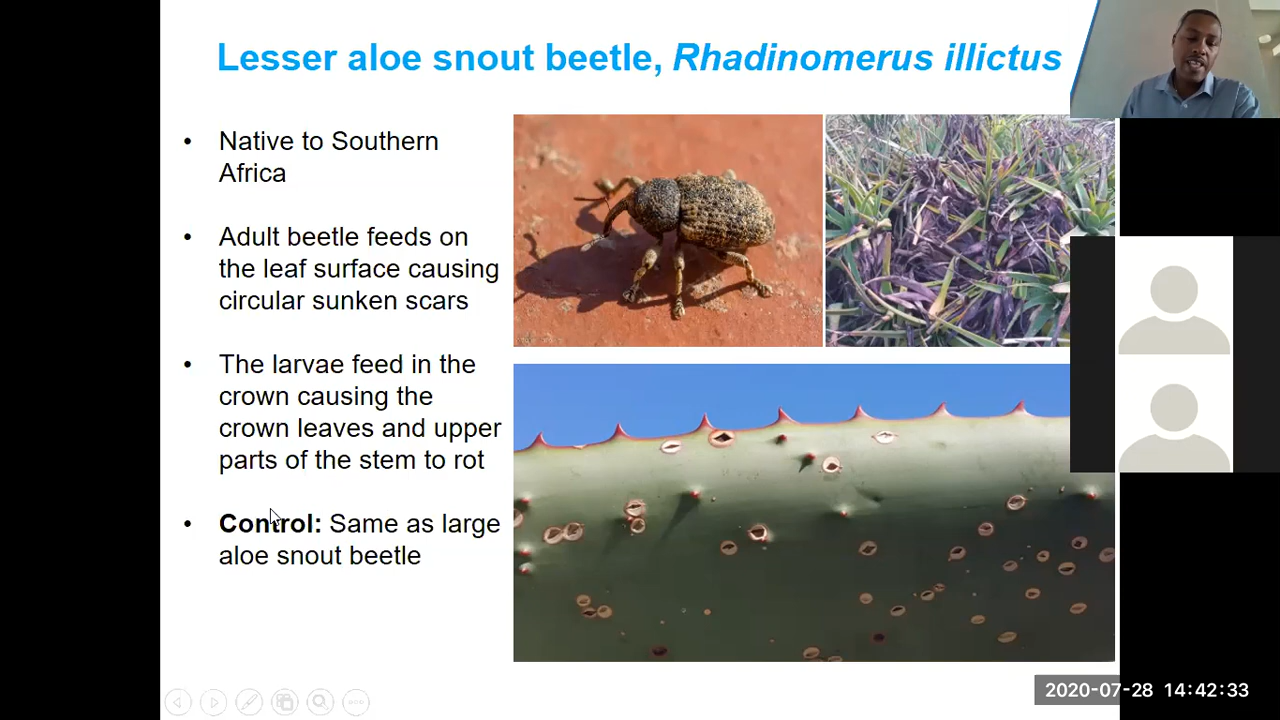 Lesser aloe snout beetle, Rhadinomerus illictus
• Native to Southern
Africa
• Adult beetle feeds on
the leaf surface causing
circular sunken scars
• The larvae feed in the
crown causing the
crown leaves and upper
parts of the stem to rot
• Control: Same as large
aloe snout beetle
2020-07-28 14:42:33